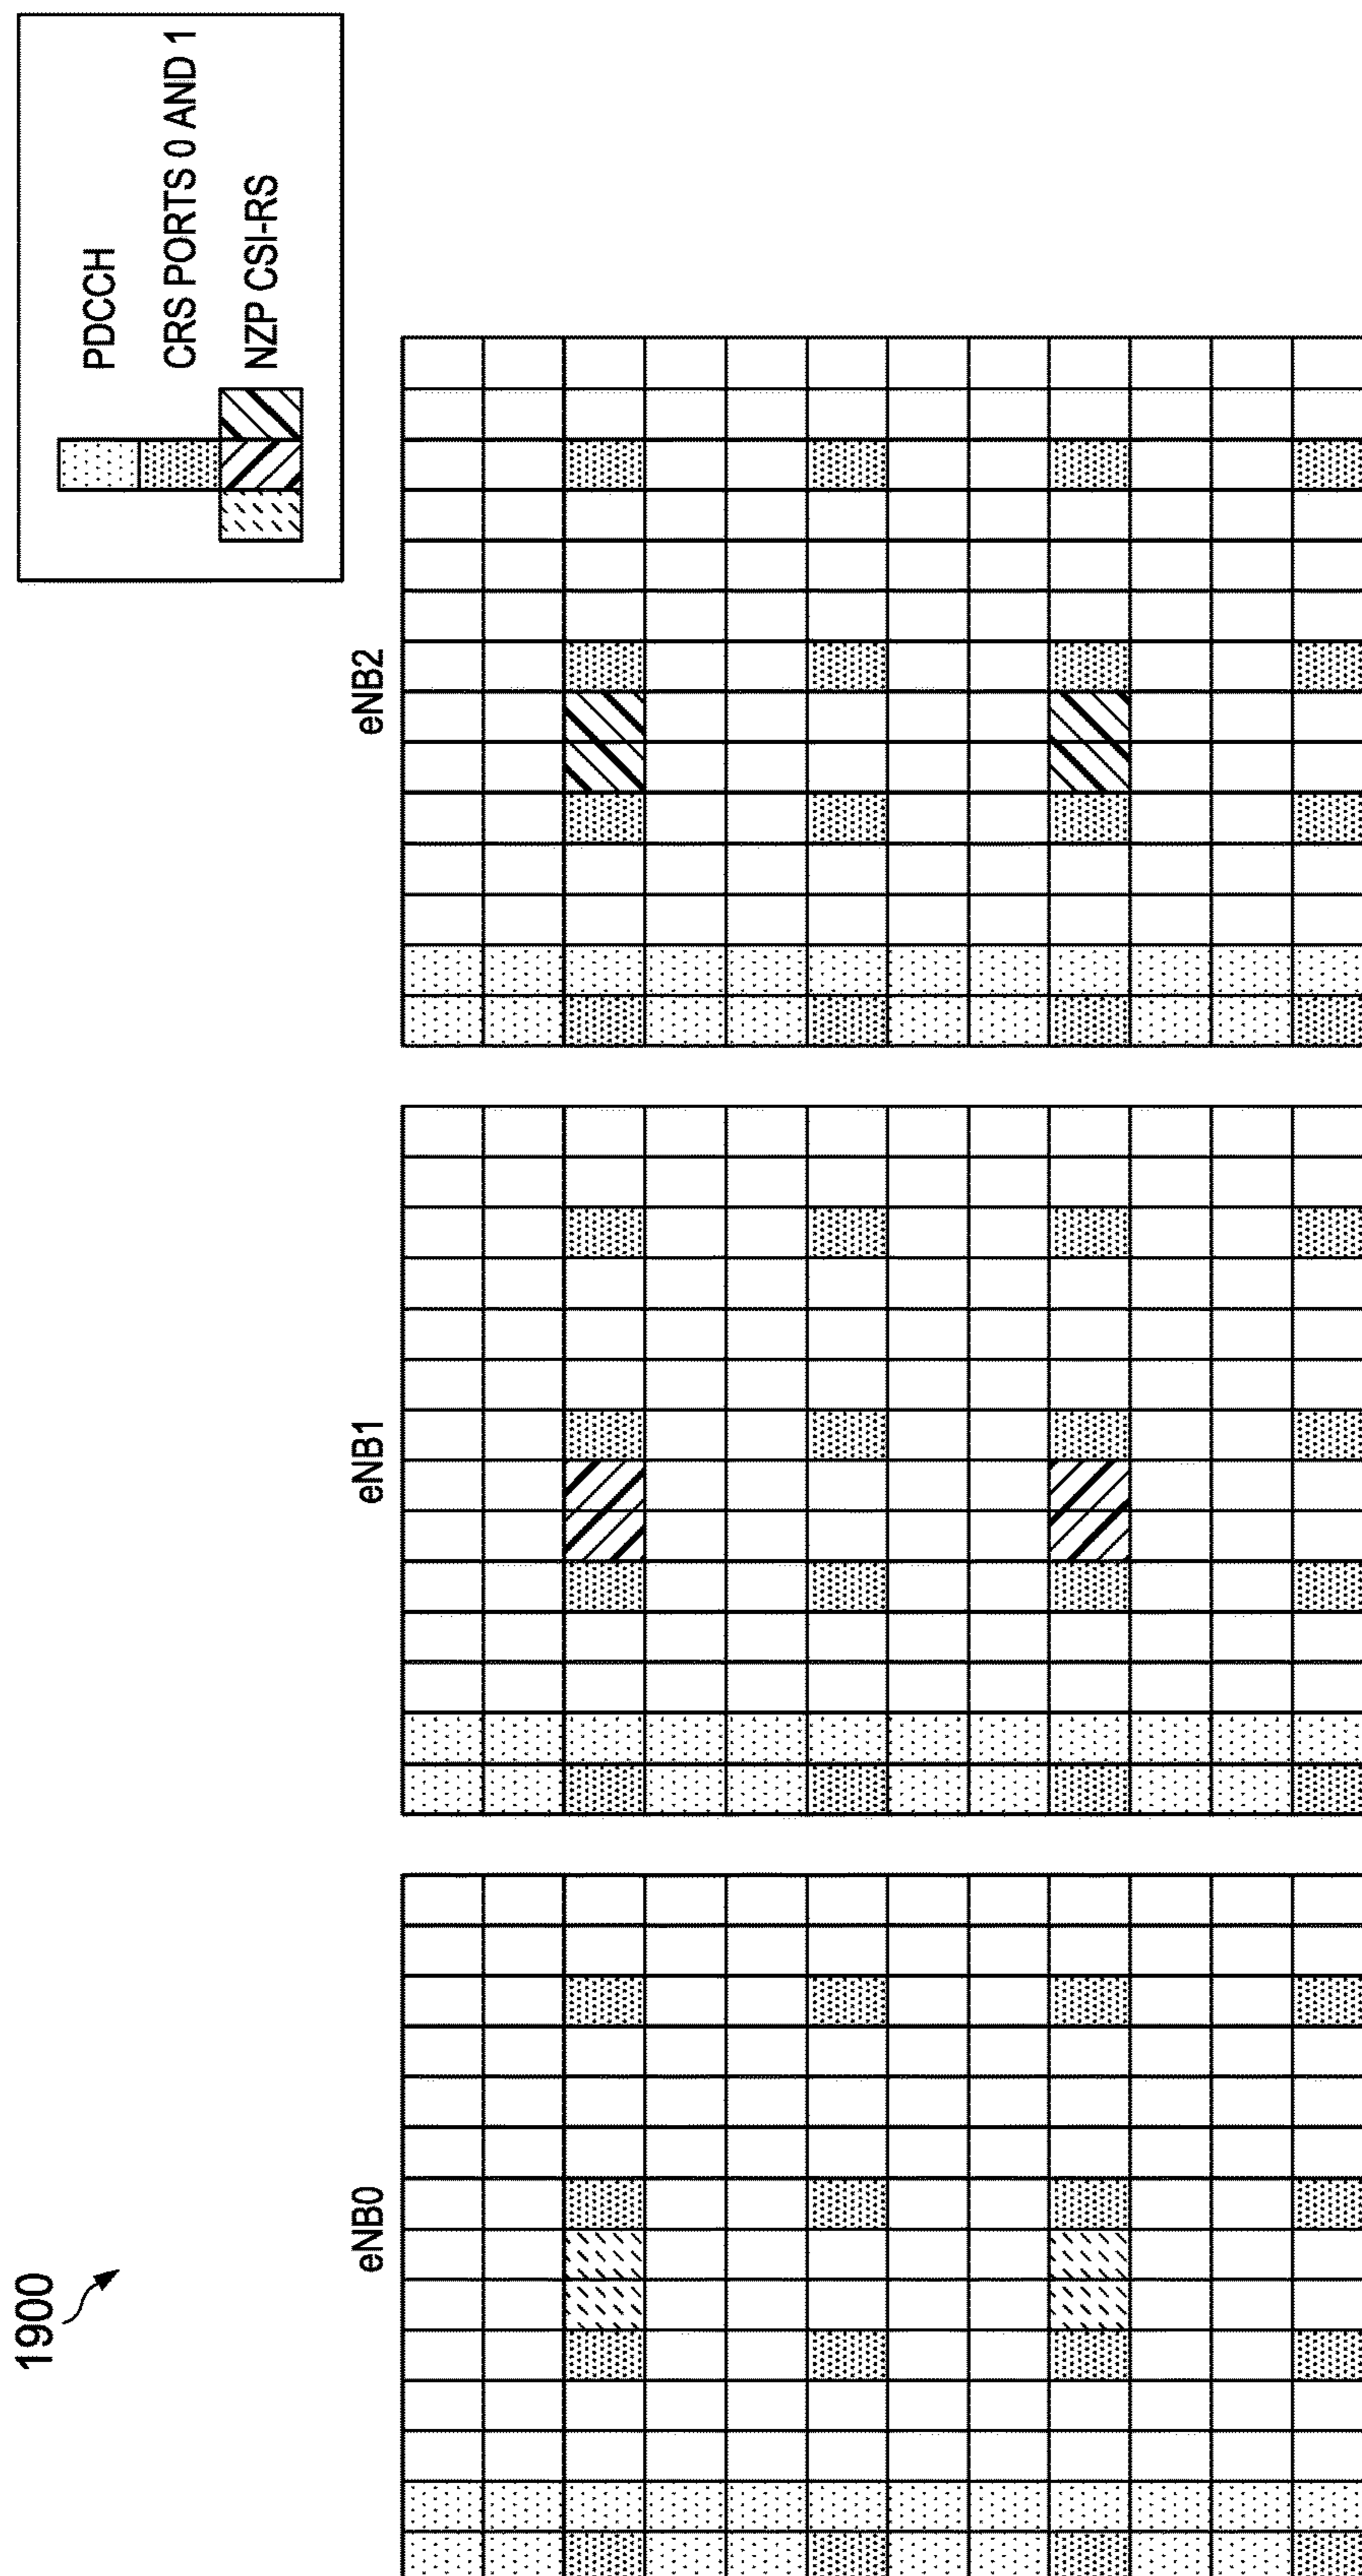 1900
eNB0
eNB1
eNB2
PDCCH
CRS PORTS 0 AND 1
NZP CSI-RS